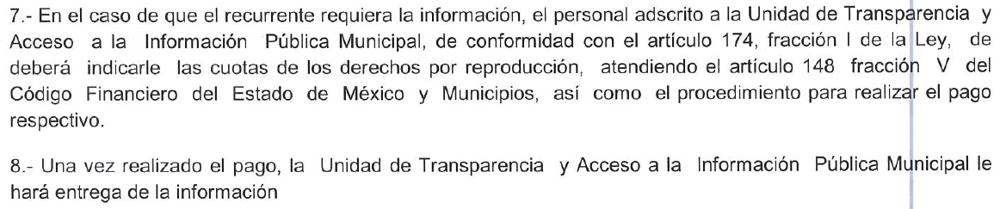 7.- En el caso de que el recurrente requiera la información, el personal adscrito a la Unidad de Transparencia y
Acceso a la Información Pública Municipal, de conformidad con el artículo 174, fracción I de la Ley, de
deberá indicarle las cuotas de los derechos por reproducción, atendiendo el artículo 148 fracción V del
Código Financiero del Estado de México y Municipios, así como el procedimiento para realizar el pago
respectivo.
8.- Una vez realizado el pago, la Unidad de Transparencia y Acceso a la Información Pública Municipal le
hará entrega de la información